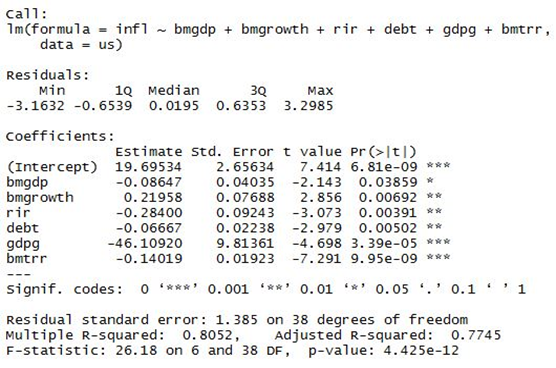 Call:
lm(formula = infl ~ bmgdp + bmgrowth + rir + debt + gdpg + bmtrr,
    data = us)
Residuals:
    Min      1Q  Median      3Q     Max
-3.1632 -0.6539  0.0195  0.6353  3.2985
Coefficients:
             Estimate Std. Error t value Pr(>|t|)
(Intercept)  19.69534    2.65634   7.414 6.81e-09 ***
bmgdp        -0.08647    0.04035  -2.143  0.03859 *
bmgrowth      0.21958    0.07688   2.856  0.00692 **
rir          -0.28400    0.09243  -3.073  0.00391 **
debt         -0.06667    0.02238  -2.979  0.00502 **
gdpg        -46.10920    9.81361  -4.698 3.39e-05 ***
bmtrr        -0.14019    0.01923  -7.291 9.95e-09 ***
---
Signif. codes:  0 ‘***’ 0.001 ‘**’ 0.01 ‘*’ 0.05 ‘.’ 0.1 ‘ ’ 1
Residual standard error: 1.385 on 38 degrees of freedom
Multiple R-squared:  0.8052,    Adjusted R-squared:  0.7745
F-statistic: 26.18 on 6 and 38 DF,  p-value: 4.425e-12